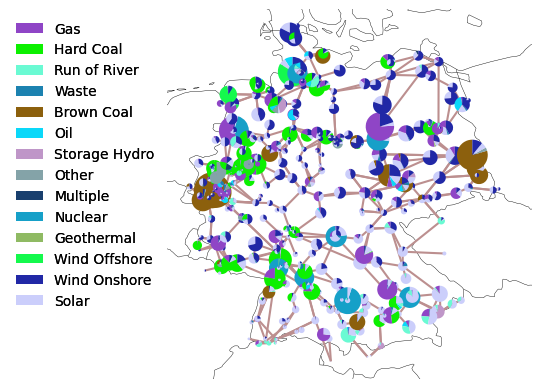 Gas
Hard Coal
Run of River
Waste
Brown Coal
Oil
Storage Hydro
Other
Multiple
Nuclear
Geothermal
Wind Offshore
Wind Onshore
Solar